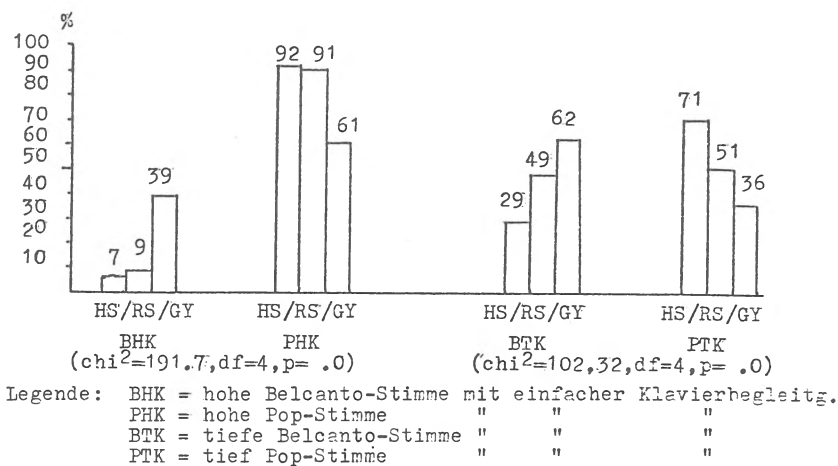 %
100
90
80
70
60
50
40
30
20
10
7 9 39
92 91 61
29 49 62
71 51 36
HS/RS/GY HS/RS/GY HS/RS/GY HS/RS/GY
BHK PHK BTK PTK
(chi²=191.7,df=4,p= .0) (chi²=102,32,df=4,p= .0)
Legende: BHK = hohe Belcanto-Stimme mit einfacher Klavierbegleitg.
PHK = hohe Pop-Stimme " " "
BTK = tiefe Belcanto-Stimme " " "
PTK = tief Pop-Stimme " " "